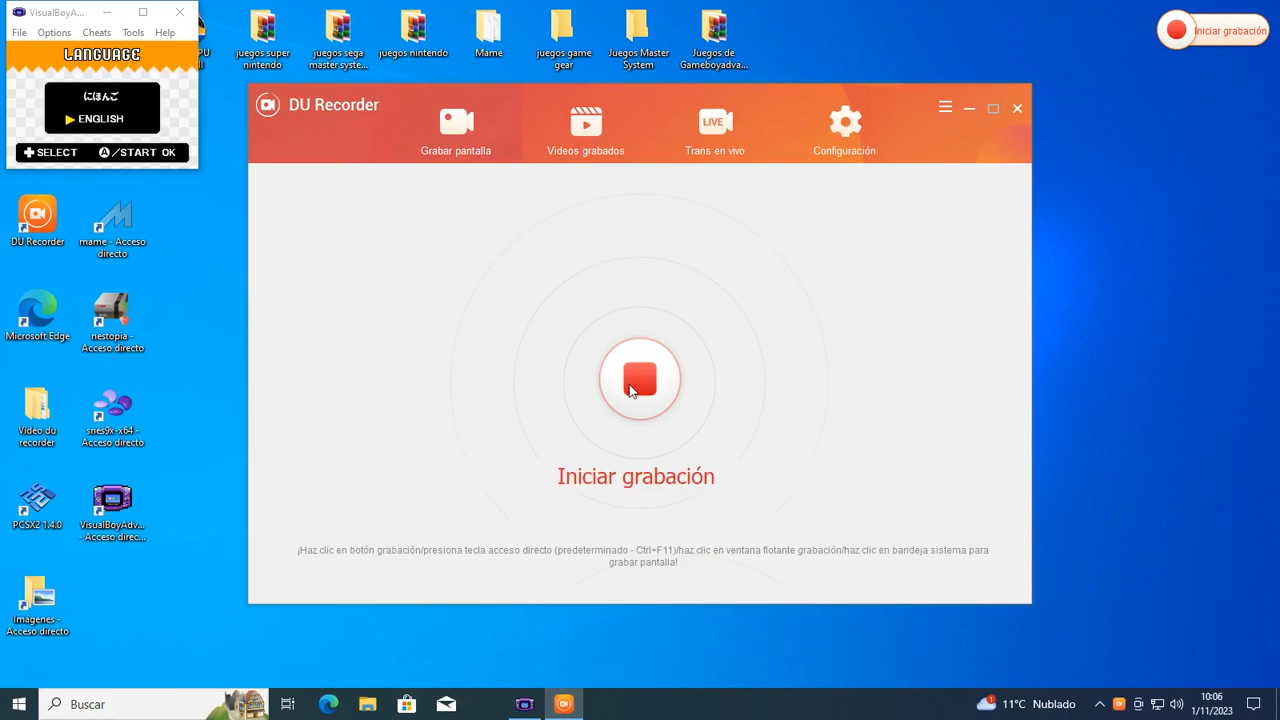 VisualBoyA...
File Options Cheats Tools Help
LANGUAGE
にほんご
ENGLISH
SELECT A/START OK
juegos super nintendo
juegos sega master syste...
juegos nintendo
Mame
juegos game gear
Juegos Master System
Juegos de Gameboyadva...
Iniciar grabación
DU Recorder
Grabar pantalla
Videos grabados
LIVE
Trans en vivo
Configuración
Iniciar grabación
¡Haz clic en botón grabación/presiona tecla acceso directo (predeterminado - Ctrl+F11)/haz clic en ventana flotante grabación/haz clic en bandeja sistema para
grabar pantalla!
DU Recorder
mame - Acceso directo
Microsoft Edge
nestopia - Acceso directo
Video du recorder
snes9x-x64 - Acceso directo
PCSX2 1.4.0
VisualBoyAdv... - Acceso direc...
Imágenes - Acceso directo
Buscar
11°C Nublado
10:06
1/11/2023